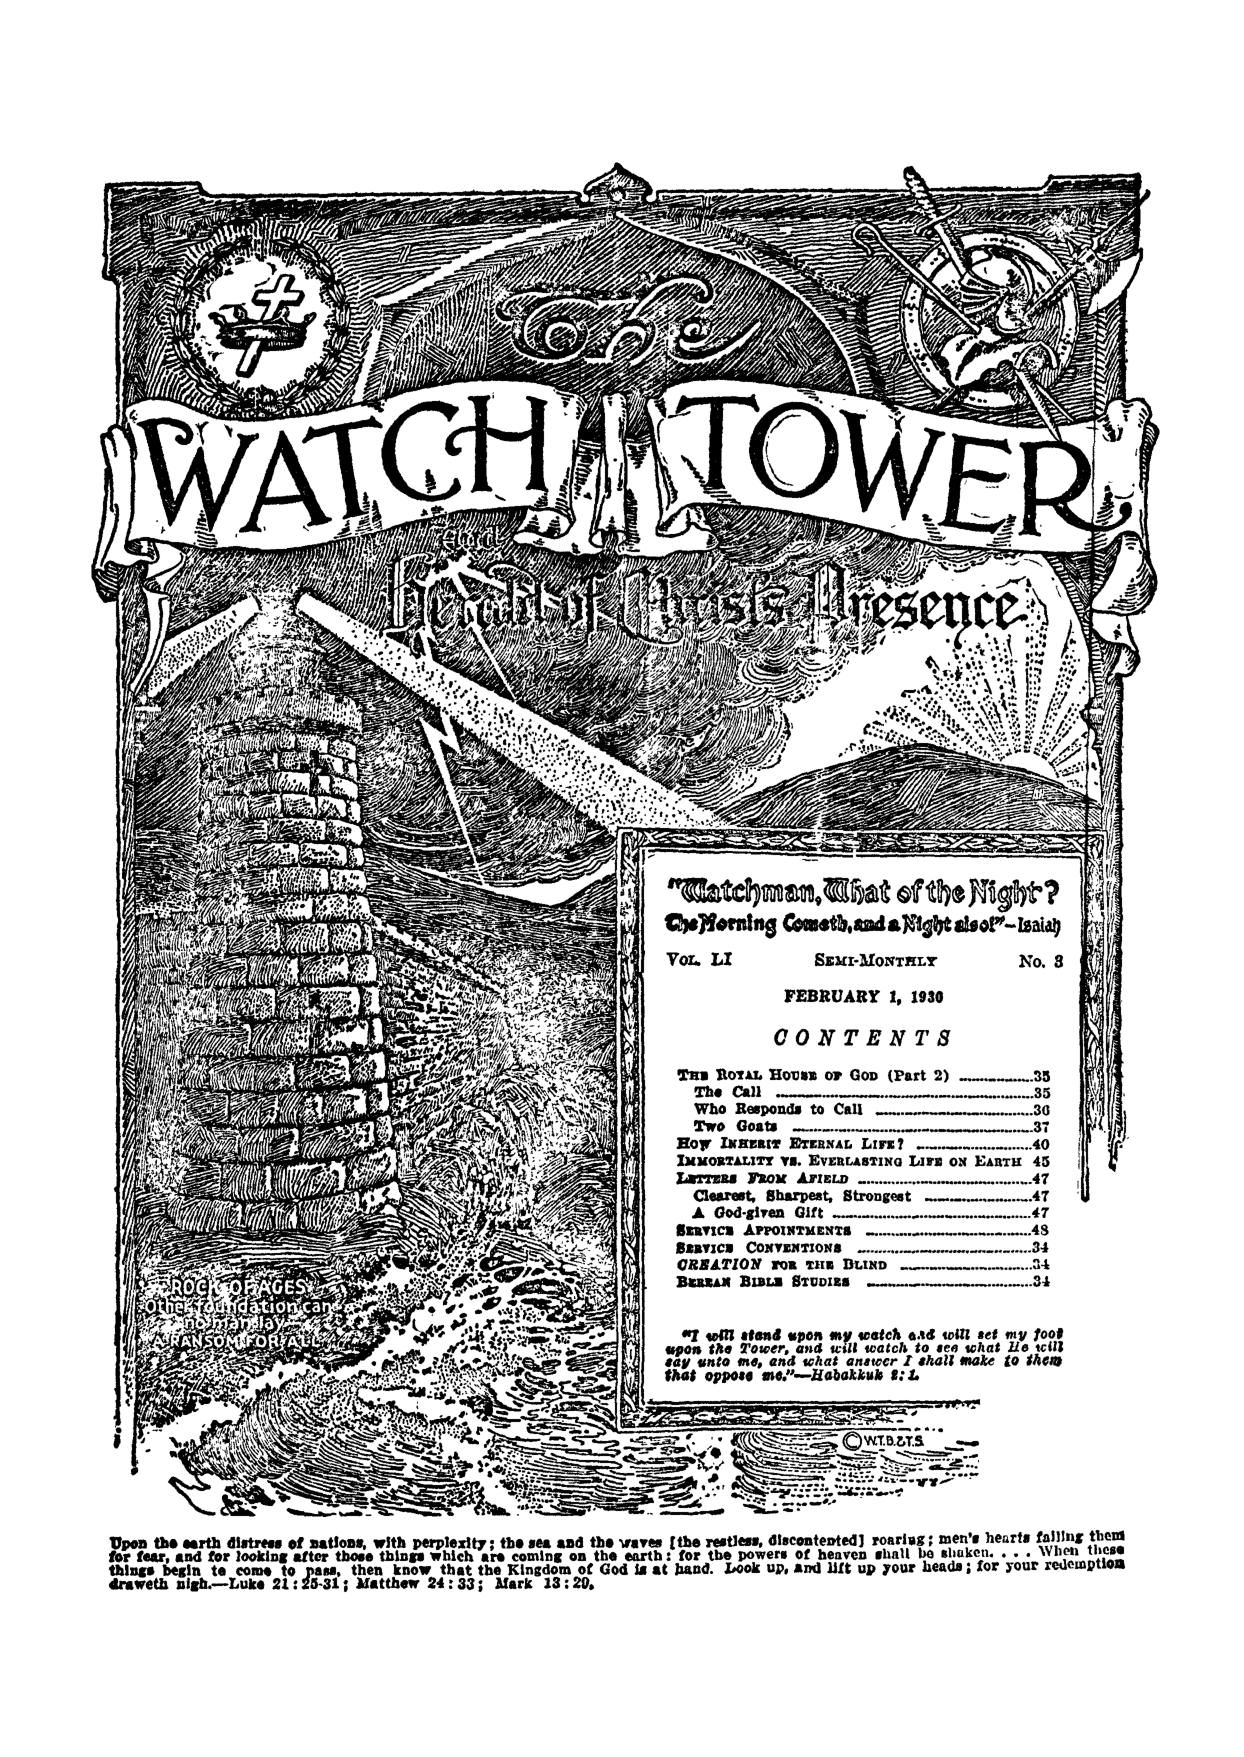 The
WATCH TOWER
And
Herald of Christ's Presence
"Watchman, What of the Night?
The Morning Cometh, and a Night also!"—Isaiah
VOL. LI SEMI-MONTHLY No. 3
FEBRUARY 1, 1930
CONTENTS
THE ROYAL HOUSE OF GOD (Part 2) ................35
The Call ................35
Who Responds to Call ................36
Two Goats ................37
HOW INHERIT ETERNAL LIFE? ................40
IMMORTALITY VS. EVERLASTING LIFE ON EARTH 45
LETTERS FROM AFIELD ................47
Clearest, Sharpest, Strongest ................47
A God-given Gift ................47
SERVICE APPOINTMENTS ................48
SERVICE CONVENTIONS ................34
CREATION FOR THE BLIND ................34
BEREAN BIBLE STUDIES ................34
"I will stand upon my watch and will set my foot
upon the Tower, and will watch to see what He will
say unto me, and what answer I shall make to them
that oppose me."—Habakkuk 2:1.
ROCK OF AGES
Other foundation can
no man lay
A RANSOM FOR ALL
©W.T.B.&T.S.
Upon the earth distress of nations, with perplexity; the sea and the waves [the restless, discontented] roaring; men's hearts failing them
for fear, and for looking after those things which are coming on the earth: for the powers of heaven shall be shaken. . . . When these
things begin to come to pass, then know that the Kingdom of God is at hand. Look up, and lift up your heads; for your redemption
draweth nigh.—Luke 21:25-31; Matthew 24:33; Mark 13:29.